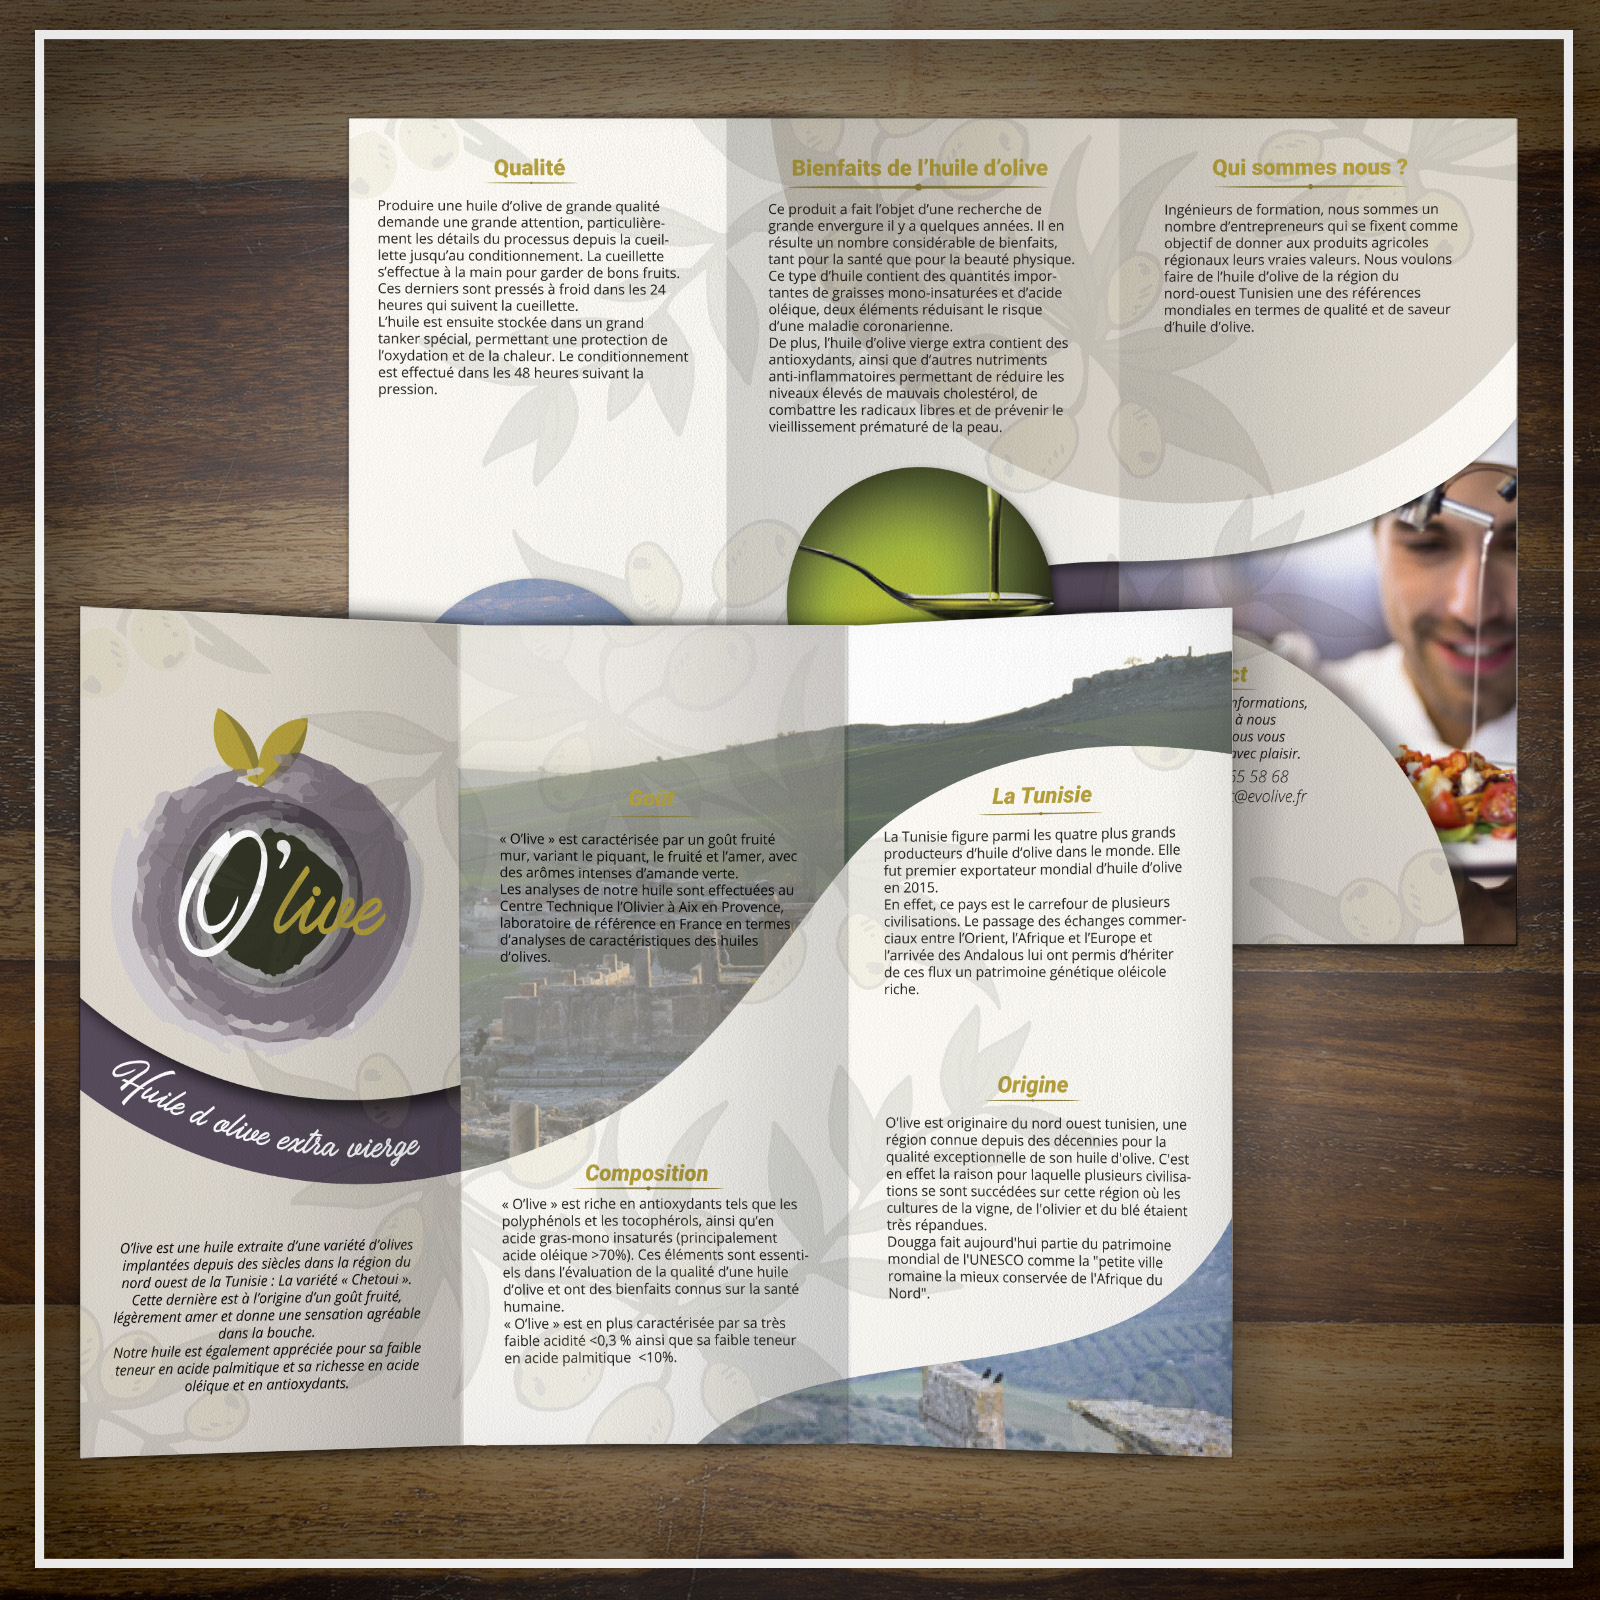 Qualité
Produire une huile d’olive de grande qualité
demande une grande attention, particulière-
ment les détails du processus depuis la cueil-
lette jusqu’au conditionnement. La cueillette
s’effectue à la main pour garder de bons fruits.
Ces derniers sont pressés à froid dans les 24
heures qui suivent la cueillette.
L’huile est ensuite stockée dans un grand
tanker spécial, permettant une protection de
l’oxydation et de la chaleur. Le conditionnement
est effectué dans les 48 heures suivant la
pression.
Bienfaits de l’huile d’olive
Ce produit a fait l’objet d’une recherche de
grande envergure il y a quelques années. Il en
résulte un nombre considérable de bienfaits,
tant pour la santé que pour la beauté physique.
Ce type d’huile contient des quantités impor-
tantes de graisses mono-insaturées et d’acide
oléique, deux éléments réduisant le risque
d’une maladie coronarienne.
De plus, l’huile d’olive vierge extra contient des
antioxydants, ainsi que d’autres nutriments
anti-inflammatoires permettant de réduire les
niveaux élevés de mauvais cholestérol, de
combattre les radicaux libres et de prévenir le
vieillissement prématuré de la peau.
Qui sommes nous ?
Ingénieurs de formation, nous sommes un
nombre d’entrepreneurs qui se fixent comme
objectif de donner aux produits agricoles
régionaux leurs vraies valeurs. Nous voulons
faire de l’huile d’olive de la région du
nord-ouest Tunisien une des références
mondiales en termes de qualité et de saveur
d’huile d’olive.
ct
nformations,
à nous
ous vous
avec plaisir.
55 58 68
t@evolive.fr
O’live
Huile d olive extra vierge
O’live est une huile extraite d’une variété d’olives
implantées depuis des siècles dans la région du
nord ouest de la Tunisie : La variété « Chetoui ».
Cette dernière est à l’origine d’un goût fruité,
légèrement amer et donne une sensation agréable
dans la bouche.
Notre huile est également appréciée pour sa faible
teneur en acide palmitique et sa richesse en acide
oléique et en antioxydants.
Goût
« O’live » est caractérisée par un goût fruité
mur, variant le piquant, le fruité et l’amer, avec
des arômes intenses d’amande verte.
Les analyses de notre huile sont effectuées au
Centre Technique l’Olivier à Aix en Provence,
laboratoire de référence en France en termes
d’analyses de caractéristiques des huiles
d’olives.
Composition
« O’live » est riche en antioxydants tels que les
polyphénols et les tocophérols, ainsi qu’en
acide gras-mono insaturés (principalement
acide oléique >70%). Ces éléments sont essenti-
els dans l’évaluation de la qualité d’une huile
d’olive et ont des bienfaits connus sur la santé
humaine.
« O’live » est en plus caractérisée par sa très
faible acidité <0,3 % ainsi que sa faible teneur
en acide palmitique <10%.
La Tunisie
La Tunisie figure parmi les quatre plus grands
producteurs d’huile d’olive dans le monde. Elle
fut premier exportateur mondial d’huile d’olive
en 2015.
En effet, ce pays est le carrefour de plusieurs
civilisations. Le passage des échanges commer-
ciaux entre l’Orient, l’Afrique et l’Europe et
l’arrivée des Andalous lui ont permis d’hériter
de ces flux un patrimoine génétique oléicole
riche.
Origine
O'live est originaire du nord ouest tunisien, une
région connue depuis des décennies pour la
qualité exceptionnelle de son huile d'olive. C'est
en effet la raison pour laquelle plusieurs civilisa-
tions se sont succédées sur cette région où les
cultures de la vigne, de l'olivier et du blé étaient
très répandues.
Dougga fait aujourd'hui partie du patrimoine
mondial de l'UNESCO comme la "petite ville
romaine la mieux conservée de l'Afrique du
Nord".